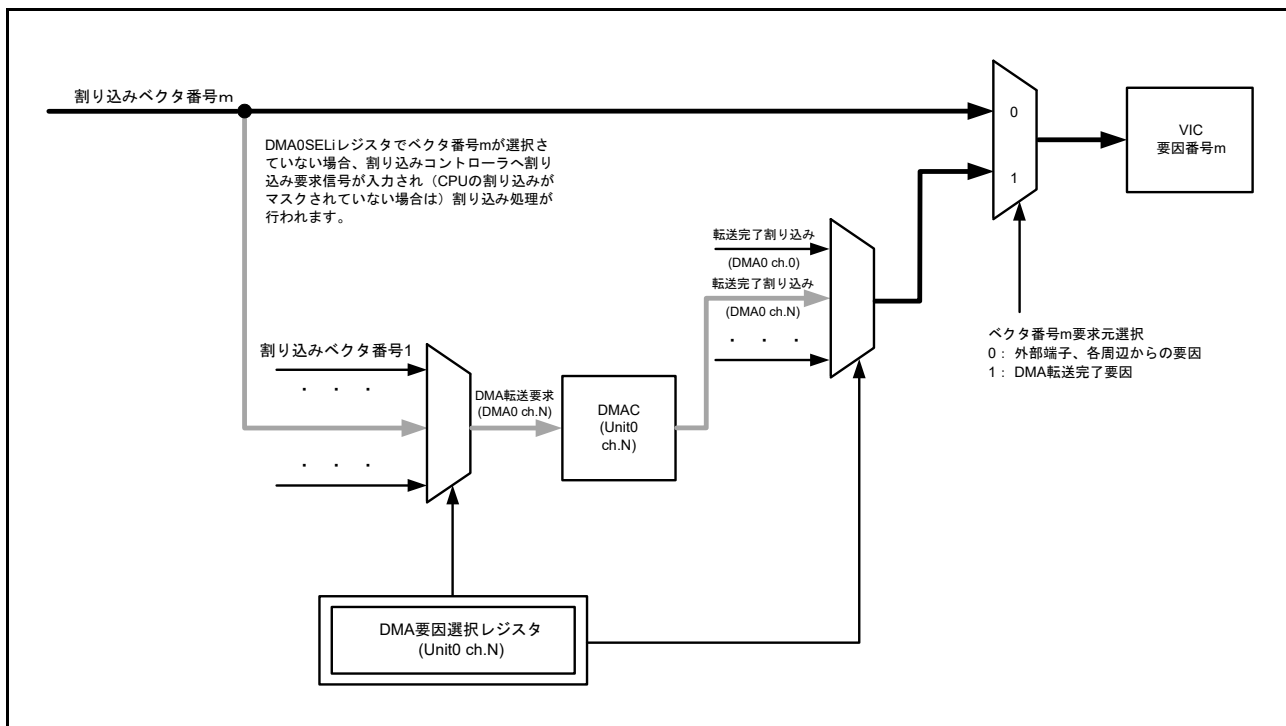 割り込みベクタ番号m
DMA0SELiレジスタでベクタ番号mが選択さ
ていない場合、割り込みコントローラへ割り
込み要求信号が入力され（CPUの割り込みが
マスクされていない場合は）割り込み処理が
行われます。
0
1
VIC
要因番号m
転送完了割り込み
(DMA0 ch.0)
転送完了割り込み
(DMA0 ch.N)
・ ・ ・
ベクタ番号m要求元選択
0： 外部端子、各周辺からの要因
1： DMA転送完了要因
割り込みベクタ番号1
・ ・ ・
・ ・ ・
DMA転送要求
(DMA0 ch.N)
DMAC
(Unit0
ch.N)
DMA要因選択レジスタ
(Unit0 ch.N)